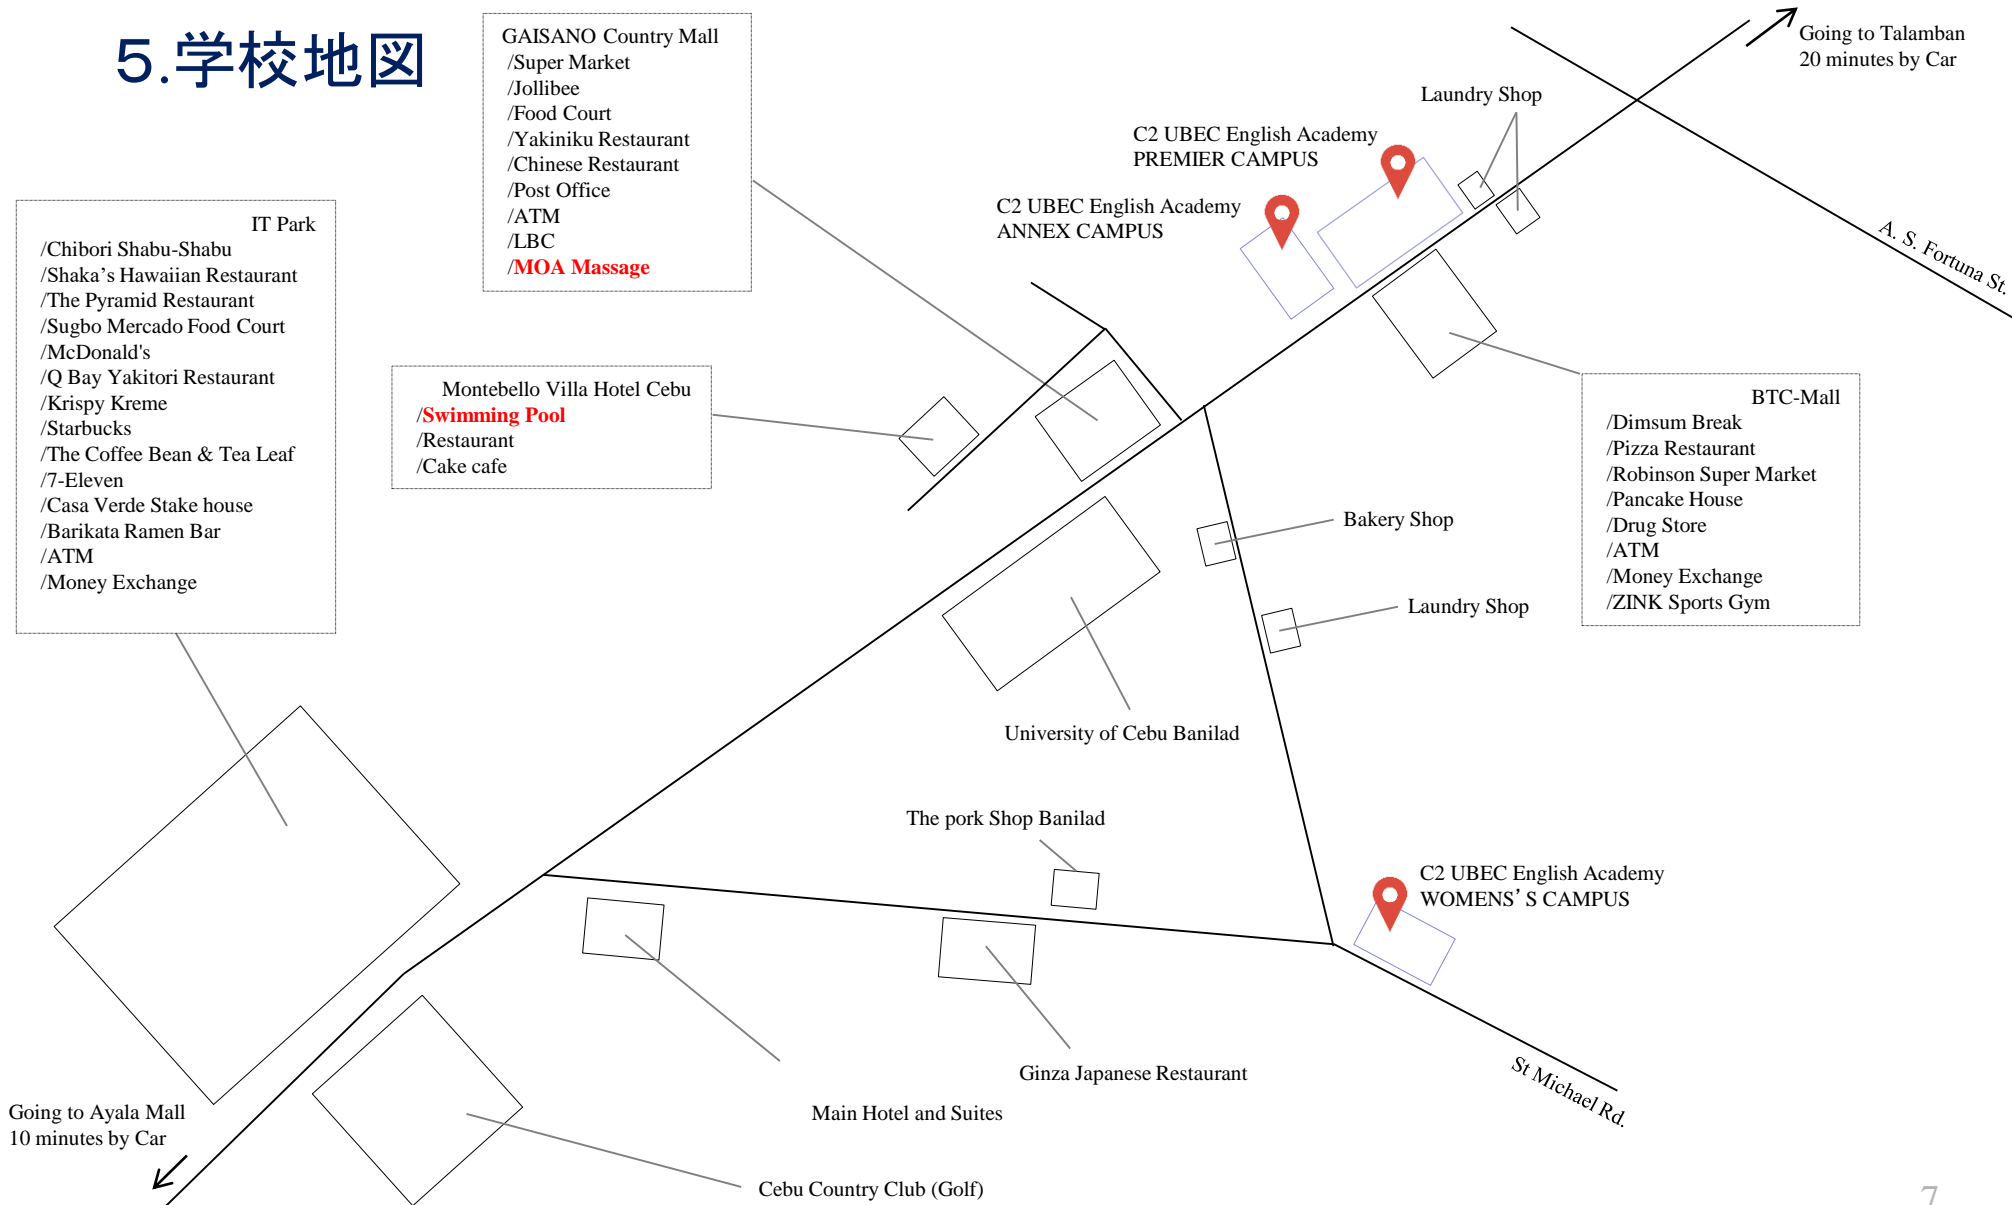 ５.学校地図
GAISANO Country Mall
/Super Market
/Jollibee
/Food Court
/Yakiniku Restaurant
/Chinese Restaurant
/Post Office
/ATM
/LBC
/MOA Massage
Going to Talamban
20 minutes by Car
Laundry Shop
C2 UBEC English Academy
PREMIER CAMPUS
C2 UBEC English Academy
ANNEX CAMPUS
A. S. Fortuna St.
IT Park
/Chibori Shabu-Shabu
/Shaka’s Hawaiian Restaurant
/The Pyramid Restaurant
/Sugbo Mercado Food Court
/McDonald's
/Q Bay Yakitori Restaurant
/Krispy Kreme
/Starbucks
/The Coffee Bean & Tea Leaf
/7-Eleven
/Casa Verde Stake house
/Barikata Ramen Bar
/ATM
/Money Exchange
Montebello Villa Hotel Cebu
/Swimming Pool
/Restaurant
/Cake cafe
BTC-Mall
/Dimsum Break
/Pizza Restaurant
/Robinson Super Market
/Pancake House
/Drug Store
/ATM
/Money Exchange
/ZINK Sports Gym
Bakery Shop
Laundry Shop
University of Cebu Banilad
The pork Shop Banilad
C2 UBEC English Academy
WOMENS’S CAMPUS
St Michael Rd.
Ginza Japanese Restaurant
Main Hotel and Suites
Going to Ayala Mall
10 minutes by Car
Cebu Country Club (Golf)
7